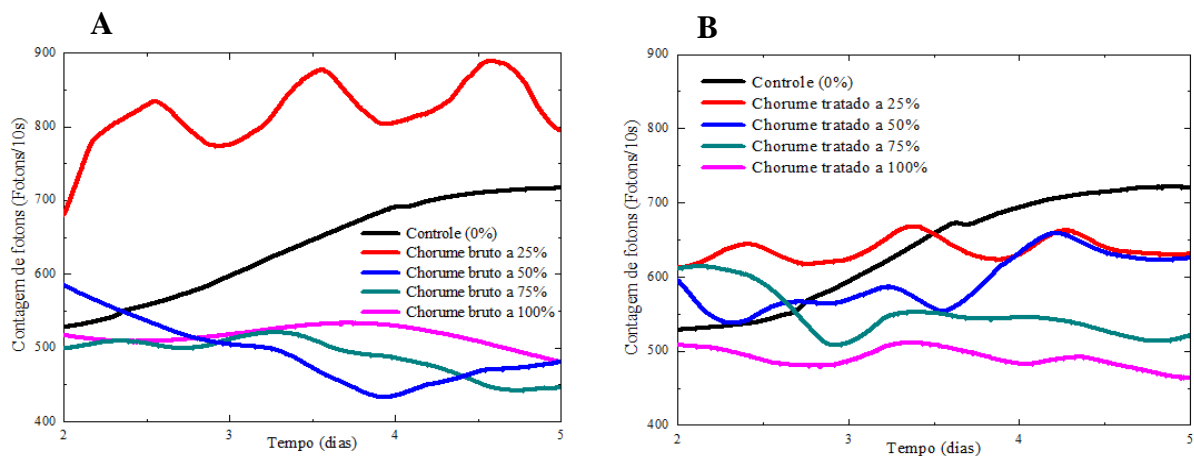 A
Contagem de fotons (Fotons/10s)
900
800
700
600
500
400
Controle (0%)
Chorume bruto a 25%
Chorume bruto a 50%
Chorume bruto a 75%
Chorume bruto a 100%
2
3
4
5
Tempo (dias)
B
Contagem de fotons (Fotons/10s)
900
800
700
600
500
400
Controle (0%)
Chorume tratado a 25%
Chorume tratado a 50%
Chorume tratado a 75%
Chorume tratado a 100%
2
3
4
5
Tempo (dias)